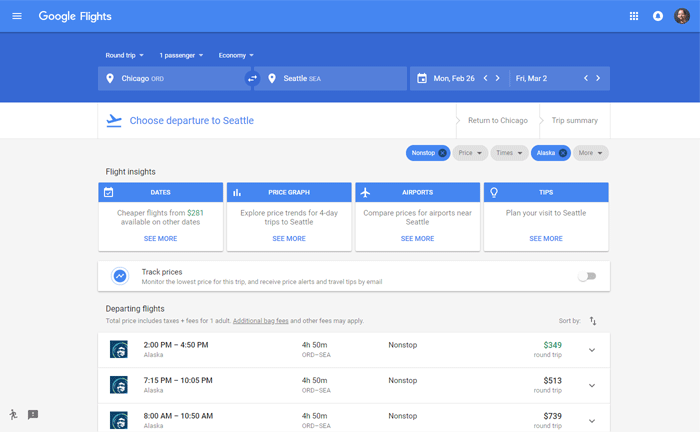 Google Flights
Round trip 1 passenger Economy
Chicago ORD Seattle SEA Mon, Feb 26 Fri, Mar 2
Choose departure to Seattle Return to Chicago Trip summary
Nonstop Price Times Alaska More
Flight insights
DATES PRICE GRAPH AIRPORTS TIPS
Cheaper flights from $281 Explore price trends for 4-day Compare prices for airports near Plan your visit to Seattle
available on other dates trips to Seattle Seattle
SEE MORE SEE MORE SEE MORE SEE MORE
Track prices
Monitor the lowest price for this trip, and receive price alerts and travel tips by email
Departing flights
Total price includes taxes + fees for 1 adult. Additional bag fees and other fees may apply. Sort by:
2:00 PM – 4:50 PM 4h 50m Nonstop $349
Alaska ORD–SEA round trip
7:15 PM – 10:05 PM 4h 50m Nonstop $513
Alaska ORD–SEA round trip
8:00 AM – 10:50 AM 4h 50m Nonstop $739
Alaska ORD–SEA round trip